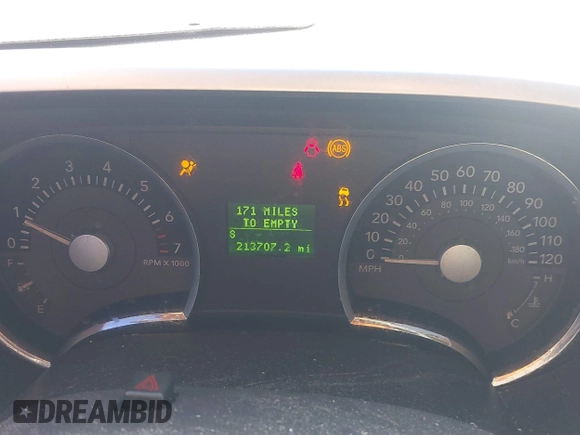 ABS
171 MILES
TO EMPTY
S
213707.2 mi
0 1 2 3 4 5 6 7
RPM X 1000
F
E
0 10 20 30 40 50 60 70 80 90 100 110 120
MPH
km/h
H
C
DREAMBID